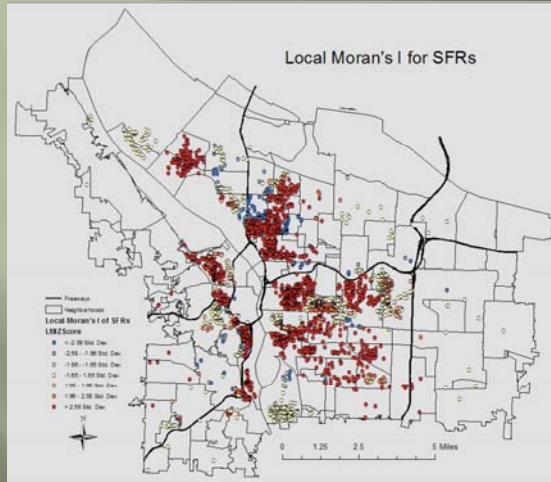 Local Moran's I for SFRs
Freeways
Neighborhoods
Local Moran's I of SFRs
LMiZScore
< -2.58 Std. Dev.
-2.58 - -1.96 Std. Dev.
-1.96 - -1.65 Std. Dev.
-1.65 - 1.65 Std. Dev.
1.65 - 1.96 Std. Dev.
1.96 - 2.58 Std. Dev.
> 2.58 Std. Dev.
N
0 1.25 2.5 5 Miles